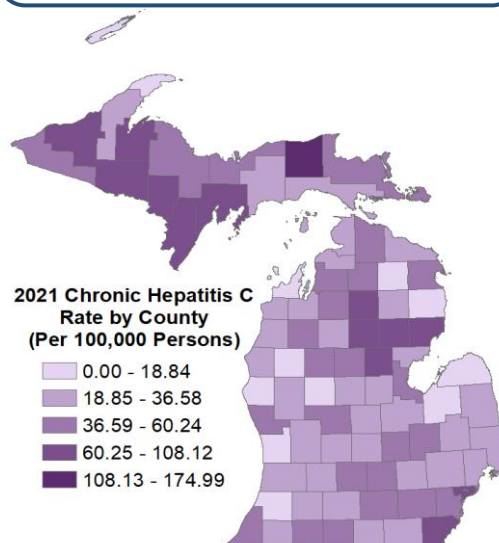 2021 Chronic Hepatitis C
Rate by County
(Per 100,000 Persons)
0.00 - 18.84
18.85 - 36.58
36.59 - 60.24
60.25 - 108.12
108.13 - 174.99